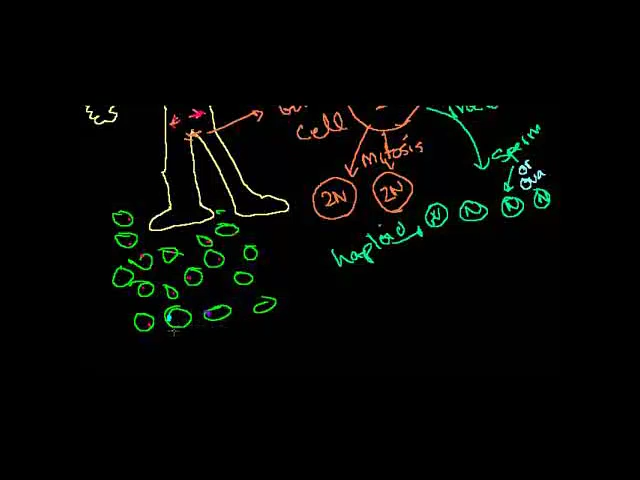 cell
Mitosis
Sperm
or
Ova
2N 2N
N N N N
haploid